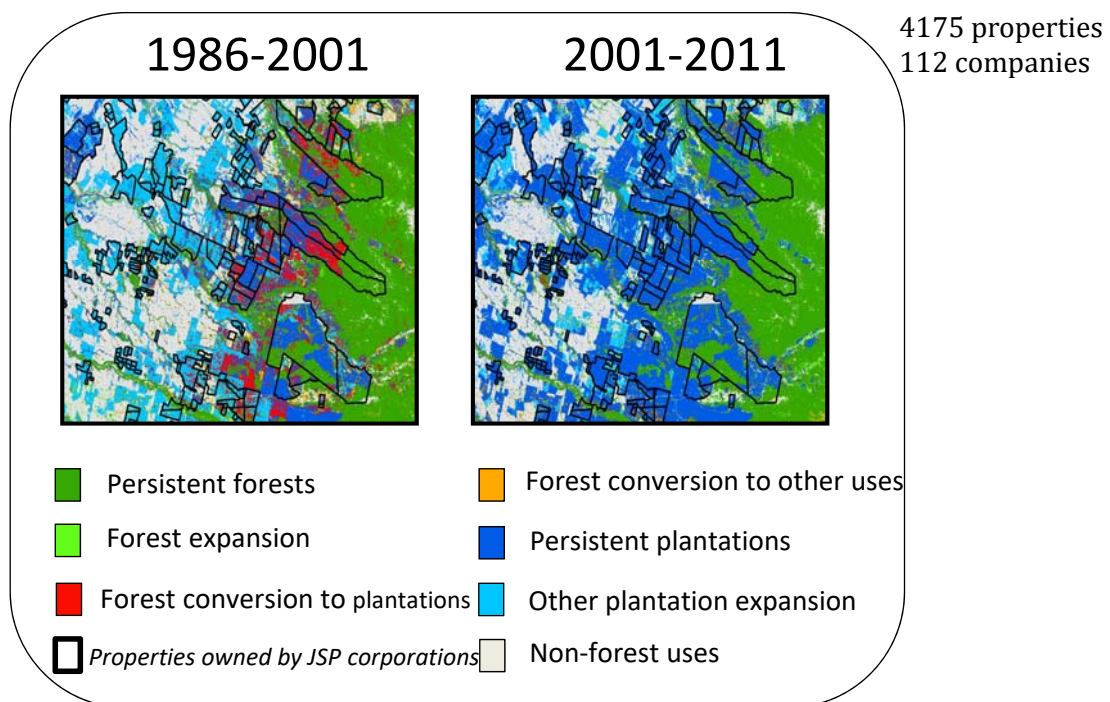 4175 properties
112 companies
1986-2001
2001-2011
Persistent forests
Forest expansion
Forest conversion to plantations
Properties owned by JSP corporations
Forest conversion to other uses
Persistent plantations
Other plantation expansion
Non-forest uses